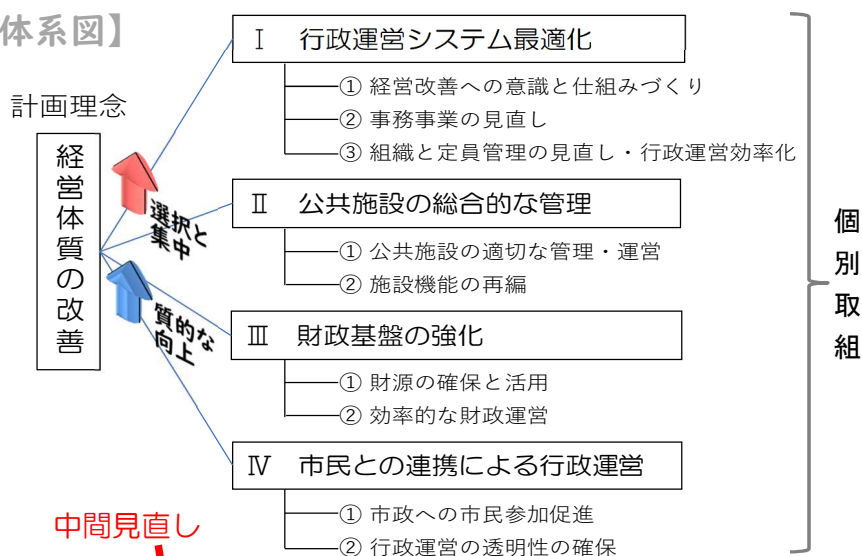 体系図】
計画理念
経営体質の改善
選択と
集中
質的な
向上
Ⅰ 行政運営システム最適化
① 経営改善への意識と仕組みづくり
② 事務事業の見直し
③ 組織と定員管理の見直し・行政運営効率化
Ⅱ 公共施設の総合的な管理
① 公共施設の適切な管理・運営
② 施設機能の再編
Ⅲ 財政基盤の強化
① 財源の確保と活用
② 効率的な財政運営
Ⅳ 市民との連携による行政運営
① 市政への市民参加促進
② 行政運営の透明性の確保
個別取組
中間見直し